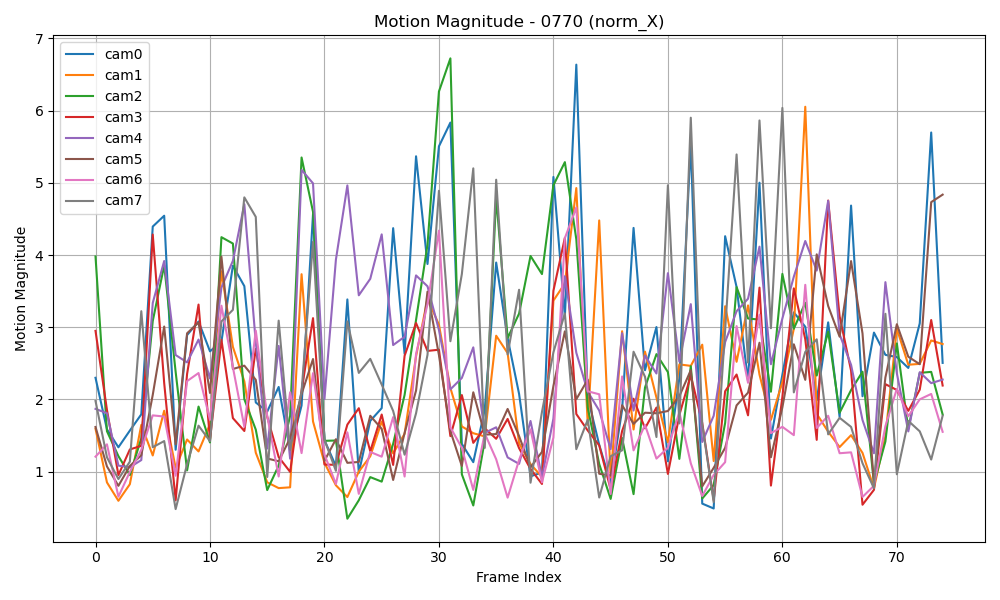 Motion Magnitude - 0770 (norm_X)
7
6
5
4
3
2
1
Motion Magnitude
cam0
cam1
cam2
cam3
cam4
cam5
cam6
cam7
0 10 20 30 40 50 60 70
Frame Index